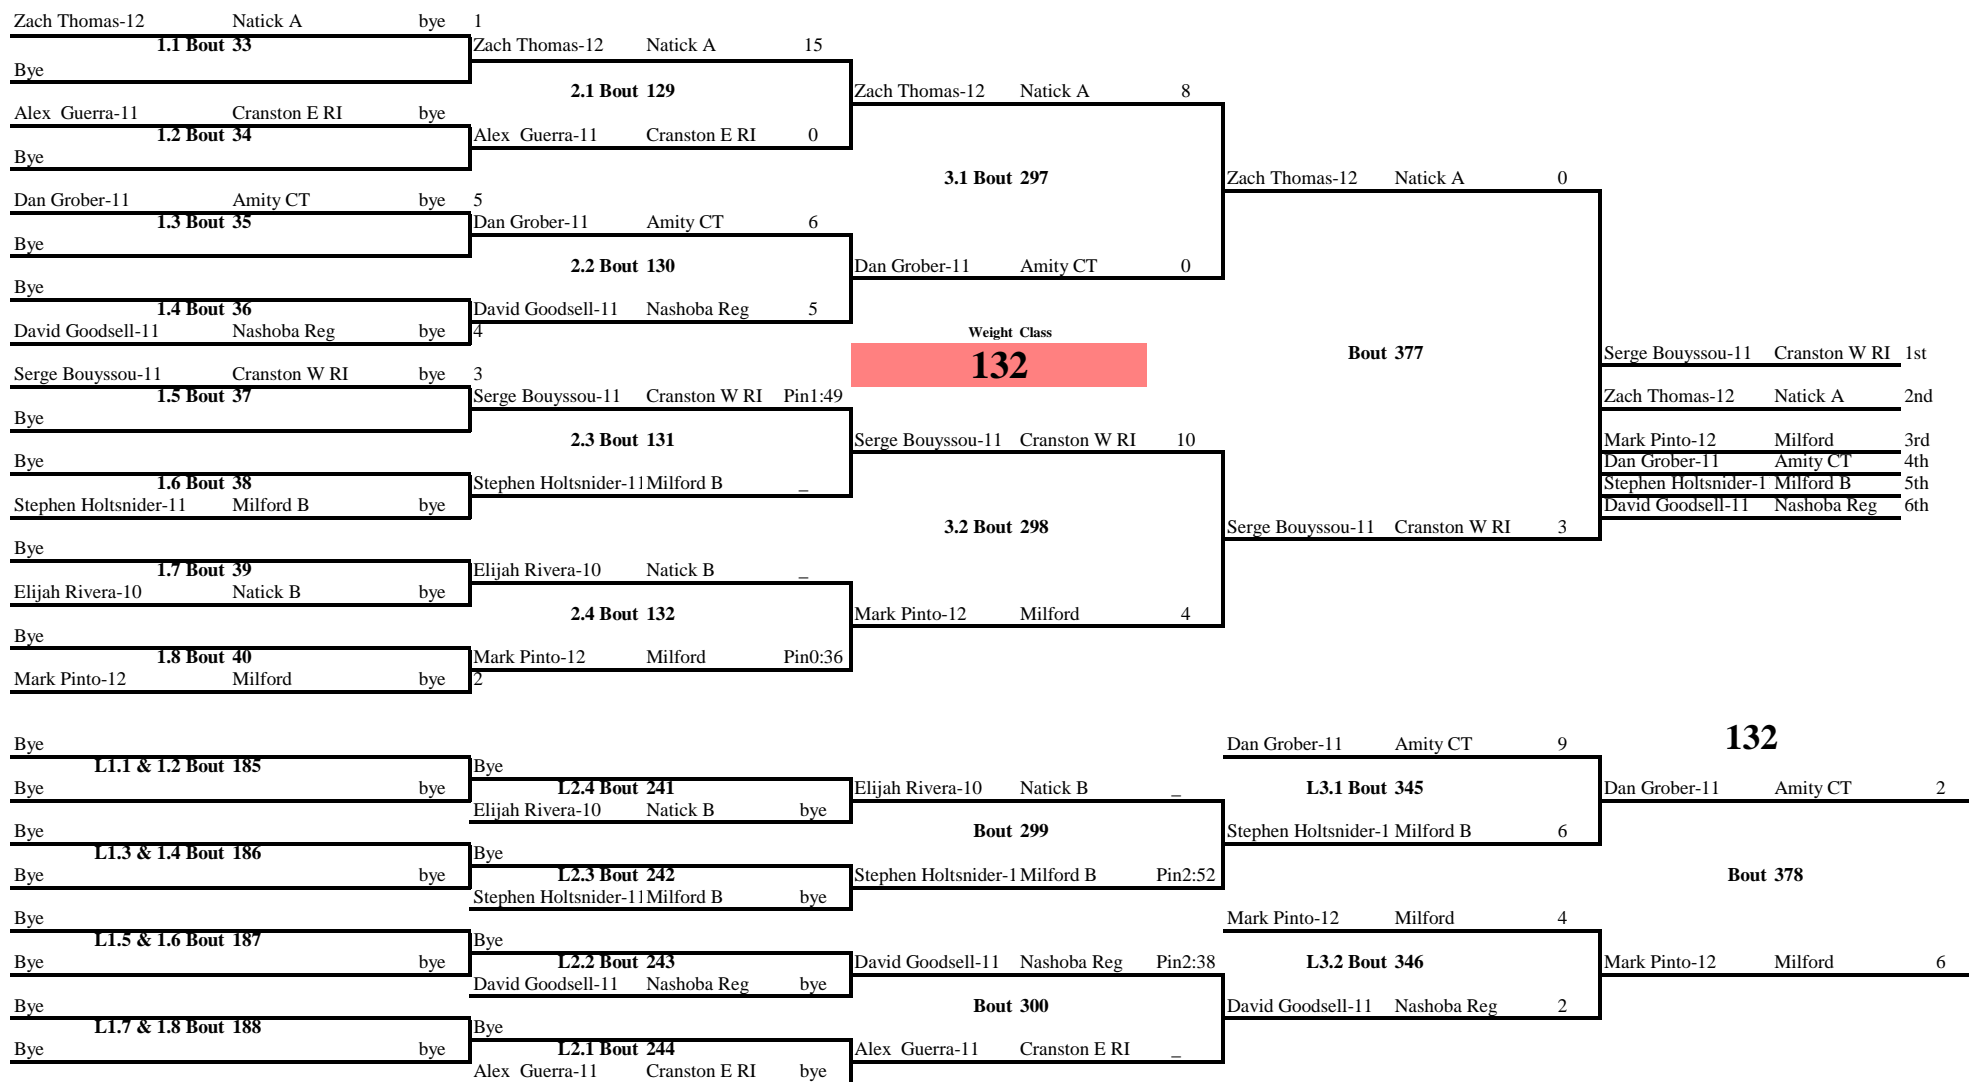 Zach Thomas-12 Natick A bye 1
1.1 Bout 33
Zach Thomas-12 Natick A 15
Bye
2.1 Bout 129
Zach Thomas-12 Natick A 8
Alex Guerra-11 Cranston E RI bye
1.2 Bout 34
Alex Guerra-11 Cranston E RI 0
Bye
3.1 Bout 297
Zach Thomas-12 Natick A 0
Dan Grober-11 Amity CT bye 5
1.3 Bout 35
Dan Grober-11 Amity CT 6
Bye
2.2 Bout 130
Dan Grober-11 Amity CT 0
Bye
1.4 Bout 36
David Goodsell-11 Nashoba Reg 5
David Goodsell-11 Nashoba Reg bye 4
Weight Class
132
Bout 377
Serge Bouyssou-11 Cranston W RI 1st
Serge Bouyssou-11 Cranston W RI bye 3
1.5 Bout 37
Serge Bouyssou-11 Cranston W RI Pin1:49
Zach Thomas-12 Natick A 2nd
Bye
2.3 Bout 131
Serge Bouyssou-11 Cranston W RI 10
Mark Pinto-12 Milford 3rd
Bye
Dan Grober-11 Amity CT 4th
1.6 Bout 38
Stephen Holtsnider-11 Milford B _
Stephen Holtsnider-1 Milford B 5th
Stephen Holtsnider-11 Milford B bye
David Goodsell-11 Nashoba Reg 6th
3.2 Bout 298
Serge Bouyssou-11 Cranston W RI 3
Bye
1.7 Bout 39
Elijah Rivera-10 Natick B _
Elijah Rivera-10 Natick B bye
2.4 Bout 132
Mark Pinto-12 Milford 4
Bye
1.8 Bout 40
Mark Pinto-12 Milford Pin0:36
Mark Pinto-12 Milford bye 2
Bye
Dan Grober-11 Amity CT 9
132
L1.1 & 1.2 Bout 185
Bye
Bye bye
L2.4 Bout 241
Elijah Rivera-10 Natick B _
L3.1 Bout 345
Dan Grober-11 Amity CT 2
Elijah Rivera-10 Natick B bye
Bye
Bout 299
Stephen Holtsnider-1 Milford B 6
L1.3 & 1.4 Bout 186
Bye
Bye bye
L2.3 Bout 242
Stephen Holtsnider-1 Milford B Pin2:52
Bout 378
Stephen Holtsnider-11 Milford B bye
Bye
Mark Pinto-12 Milford 4
L1.5 & 1.6 Bout 187
Bye
Bye bye
L2.2 Bout 243
David Goodsell-11 Nashoba Reg Pin2:38
L3.2 Bout 346
Mark Pinto-12 Milford 6
David Goodsell-11 Nashoba Reg bye
Bye
Bout 300
David Goodsell-11 Nashoba Reg 2
L1.7 & 1.8 Bout 188
Bye
Bye bye
L2.1 Bout 244
Alex Guerra-11 Cranston E RI _
Alex Guerra-11 Cranston E RI bye